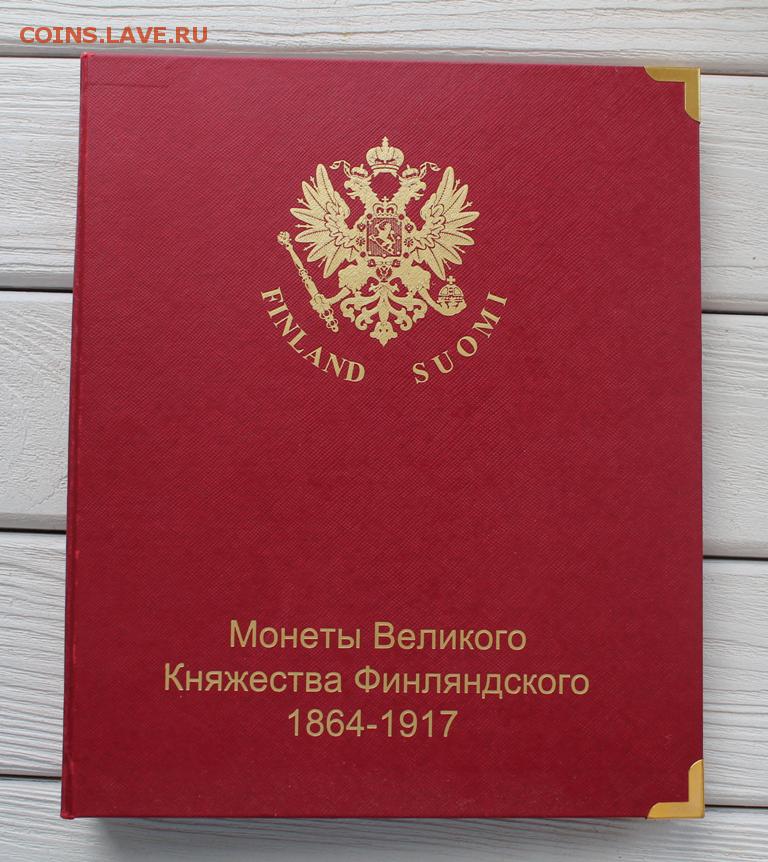 COINS.LAVE.RU
FINLAND SUOMI
Монеты Великого
Княжества Финляндского
1864-1917